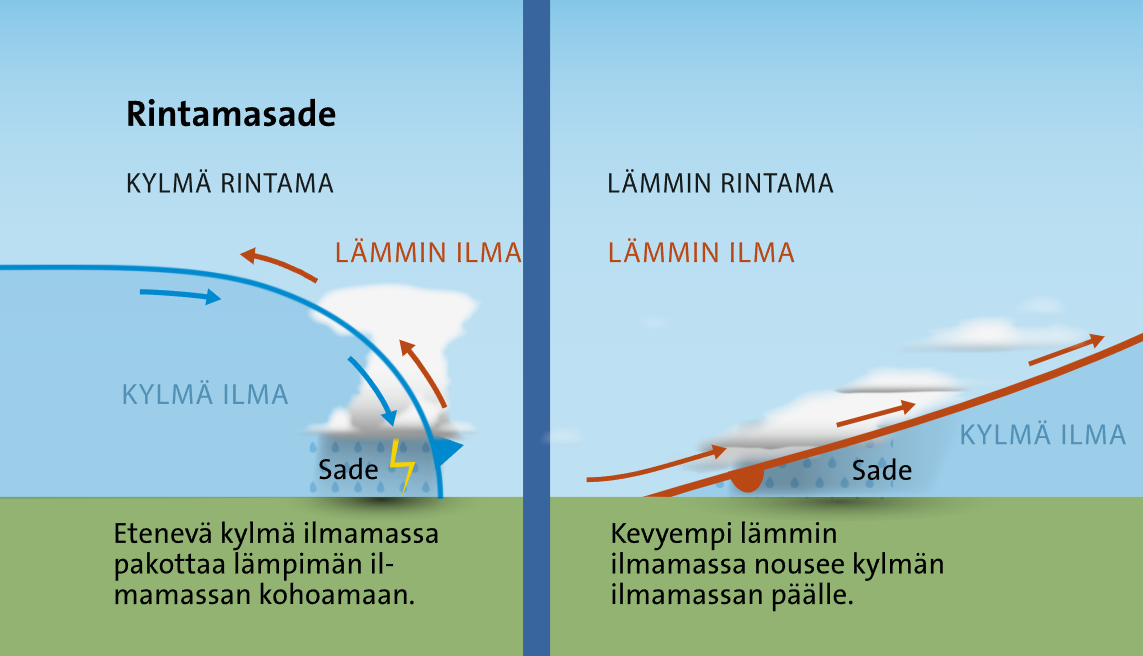 Rintamasade
KYLMÄ RINTAMA
LÄMMIN ILMA
KYLMÄ ILMA
Sade
Etenevä kylmä ilmamassa
pakottaa lämpimän il-
mamassan kohoamaan.
LÄMMIN RINTAMA
LÄMMIN ILMA
KYLMÄ ILMA
Sade
Kevyempi lämmin
ilmamassa nousee kylmän
ilmamassan päälle.